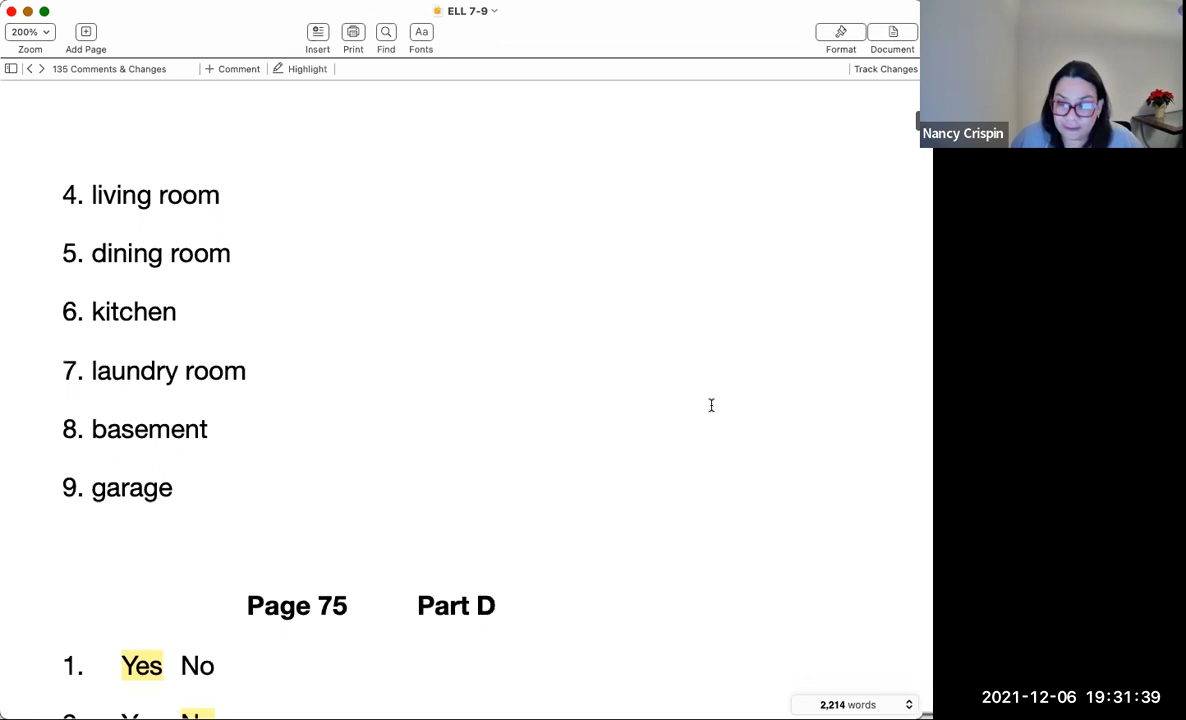 ELL 7-9
200%
Zoom
Add Page
Insert
Print
Find
Aa
Fonts
Format
Document
135 Comments & Changes
+ Comment
Highlight
Track Changes
Nancy Crispin
4. living room
5. dining room
6. kitchen
7. laundry room
8. basement
9. garage
Page 75 Part D
1. Yes No
2,214 words
2021-12-06 19:31:39